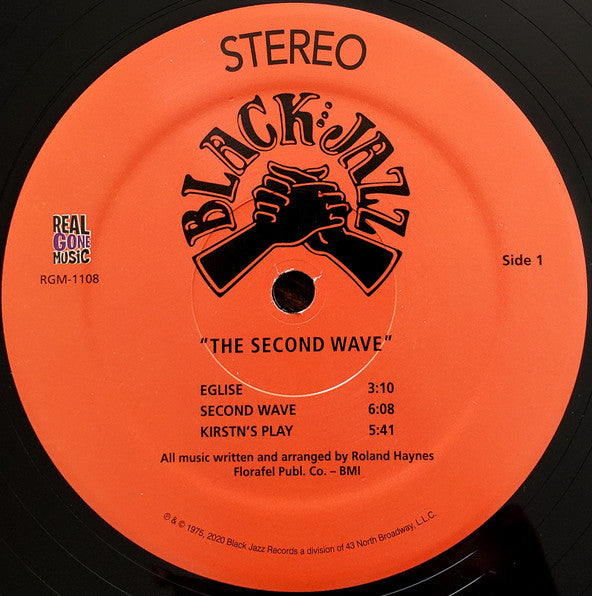 STEREO
BLACK JAZZ
REAL
GONE
MUSIC
RGM-1108
Side 1
"THE SECOND WAVE"
EGLISE 3:10
SECOND WAVE 6:08
KIRSTN'S PLAY 5:41
All music written and arranged by Roland Haynes
Florafel Publ. Co. – BMI
℗ & © 1975, 2020 Black Jazz Records a division of 43 North Broadway, L.L.C.